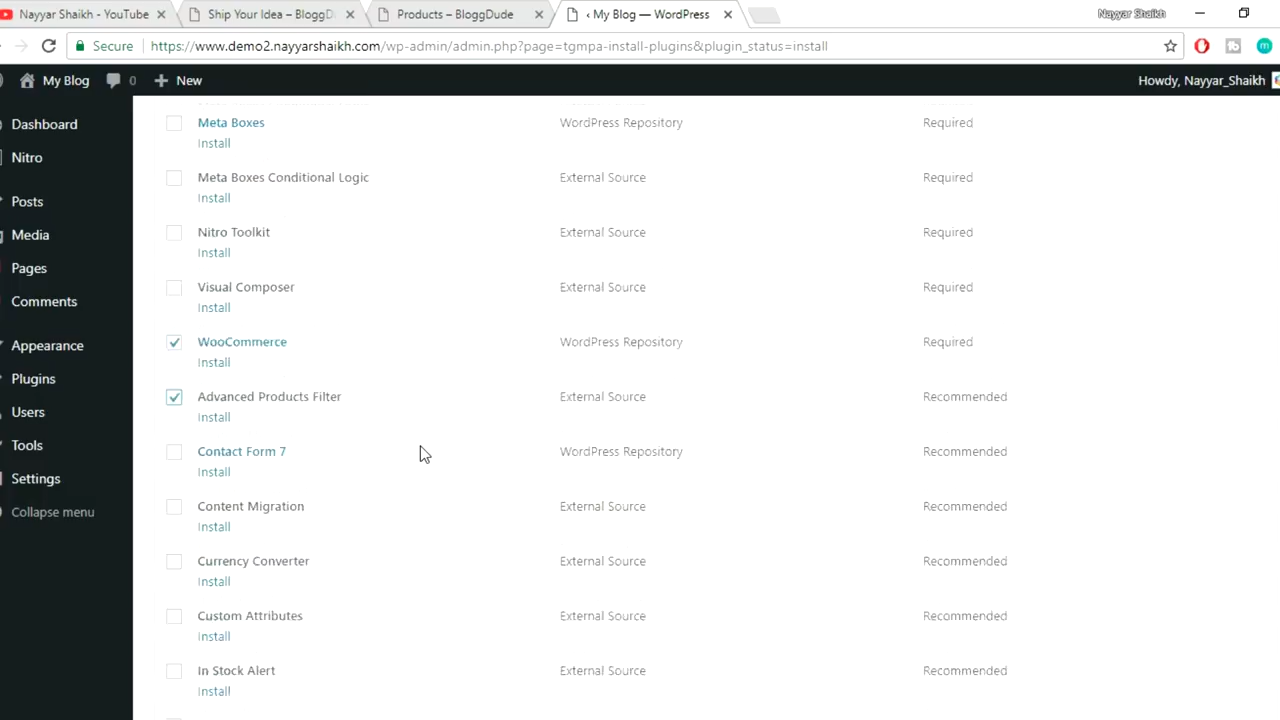 Nayyar Shaikh - YouTube
Ship Your Idea – BloggD
Products – BloggDude
‹ My Blog — WordPress
Nayyar Shaikh
Secure
https://www.demo2.nayyarshaikh.com/wp-admin/admin.php?page=tgmpa-install-plugins&plugin_status=install
My Blog
0
New
Howdy, Nayyar_Shaikh
Dashboard
Nitro
Posts
Media
Pages
Comments
Appearance
Plugins
Users
Tools
Settings
Collapse menu
Meta Boxes WordPress Repository Required
Install
Meta Boxes Conditional Logic External Source Required
Install
Nitro Toolkit External Source Required
Install
Visual Composer External Source Required
Install
WooCommerce WordPress Repository Required
Install
Advanced Products Filter External Source Recommended
Install
Contact Form 7 WordPress Repository Recommended
Install
Content Migration External Source Recommended
Install
Currency Converter External Source Recommended
Install
Custom Attributes External Source Recommended
Install
In Stock Alert External Source Recommended
Install